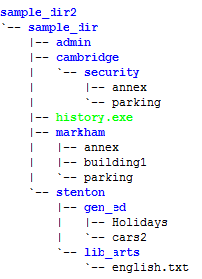 sample_dir2
`-- sample_dir
    |-- admin
    |-- cambridge
    |   `-- security
    |       |-- annex
    |       `-- parking
    |-- history.exe
    |-- markham
    |   |-- annex
    |   |-- building1
    |   `-- parking
    `-- stenton
        |-- gen_ed
        |   |-- Holidays
        |   `-- cars2
        `-- lib_arts
            `-- english.txt